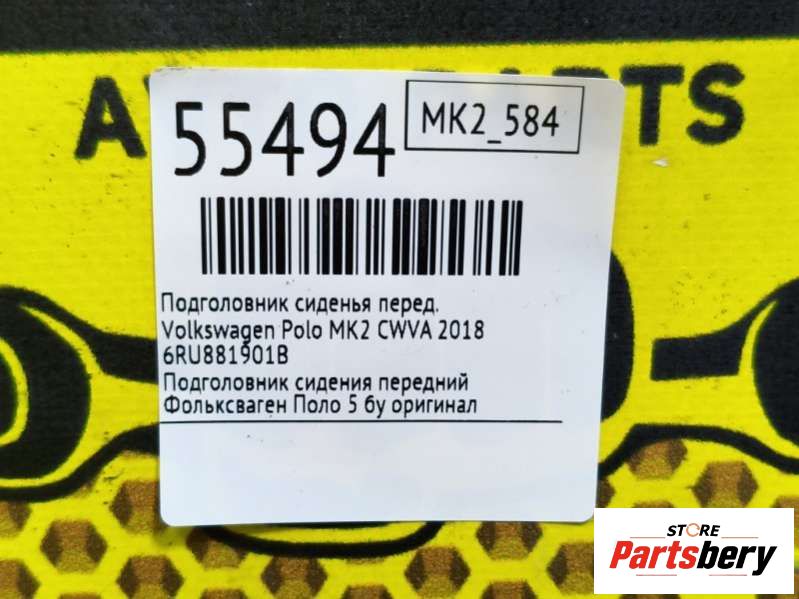 55494
MK2_584
Подголовник сиденья перед.
Volkswagen Polo MK2 CWVA 2018
6RU881901B
Подголовник сидения передний
Фольксваген Поло 5 бу оригинал
STORE
Partsbery